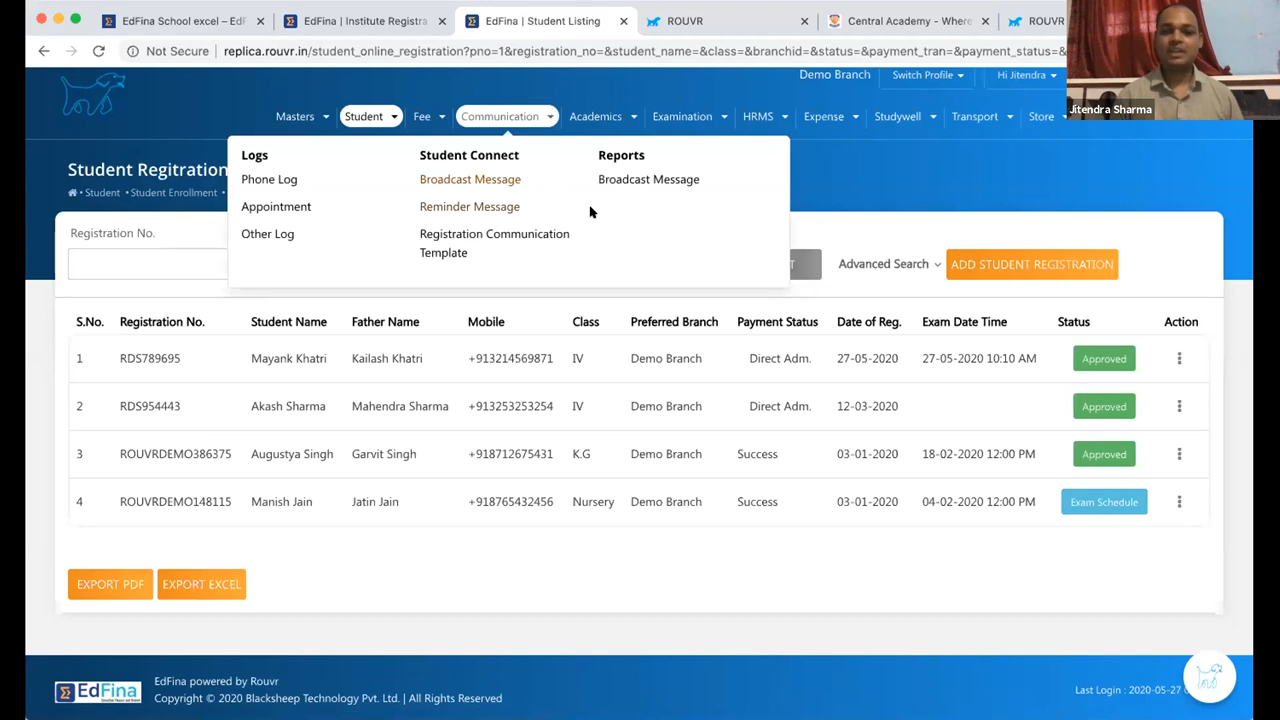 EdFina School excel – EdF
EdFina | Institute Registra
EdFina | Student Listing
ROUVR
Central Academy - Where
ROUVR
Not Secure replica.rouvr.in/student_online_registration?pno=1&registration_no=&student_name=&class=&branchid=&status=&payment_tran=&payment_status=&
Jitendra Sharma
Demo Branch Switch Profile Hi Jitendra
Masters Student Fee Communication Academics Examination HRMS Expense Studywell Transport Store
Logs Student Connect Reports
Phone Log Broadcast Message Broadcast Message
Appointment Reminder Message
Other Log Registration Communication
Template
Student Regitration
Student Student Enrollment
Registration No.
T Advanced Search ADD STUDENT REGISTRATION
S.No. Registration No. Student Name Father Name Mobile Class Preferred Branch Payment Status Date of Reg. Exam Date Time Status Action
1 RDS789695 Mayank Khatri Kailash Khatri +913214569871 IV Demo Branch Direct Adm. 27-05-2020 27-05-2020 10:10 AM Approved
2 RDS954443 Akash Sharma Mahendra Sharma +913253253254 IV Demo Branch Direct Adm. 12-03-2020 Approved
3 ROUVRDEMO386375 Augustya Singh Garvit Singh +918712675431 K.G Demo Branch Success 03-01-2020 18-02-2020 12:00 PM Approved
4 ROUVRDEMO148115 Manish Jain Jatin Jain +918765432456 Nursery Demo Branch Success 03-01-2020 04-02-2020 12:00 PM Exam Schedule
EXPORT PDF EXPORT EXCEL
EdFina
EdFina powered by Rouvr
Copyright © 2020 Blacksheep Technology Pvt. Ltd. | All Rights Reserved
Last Login : 2020-05-27